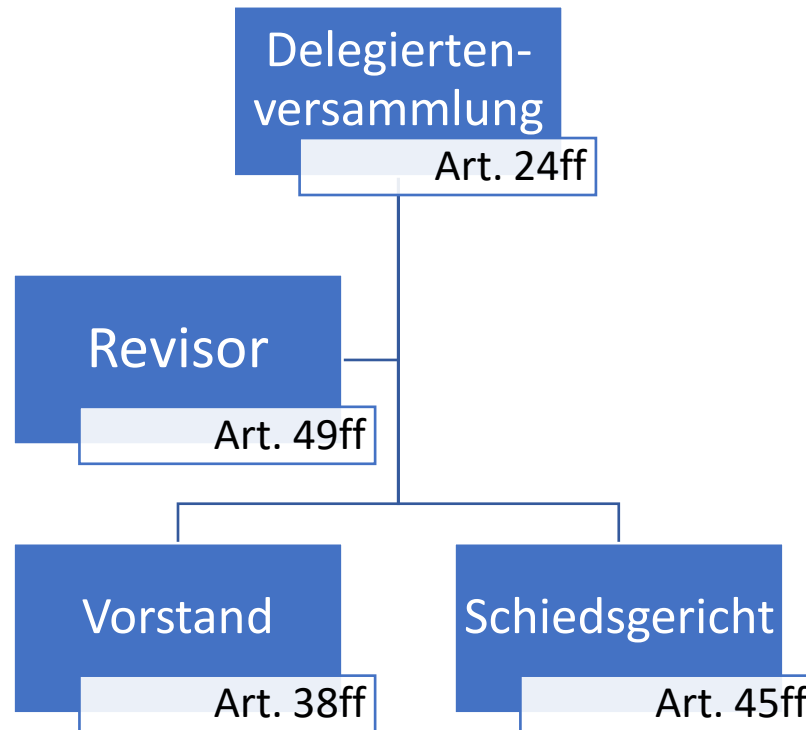 Delegierten-
versammlung
Art. 24ff
Revisor
Art. 49ff
Vorstand
Art. 38ff
Schiedsgericht
Art. 45ff